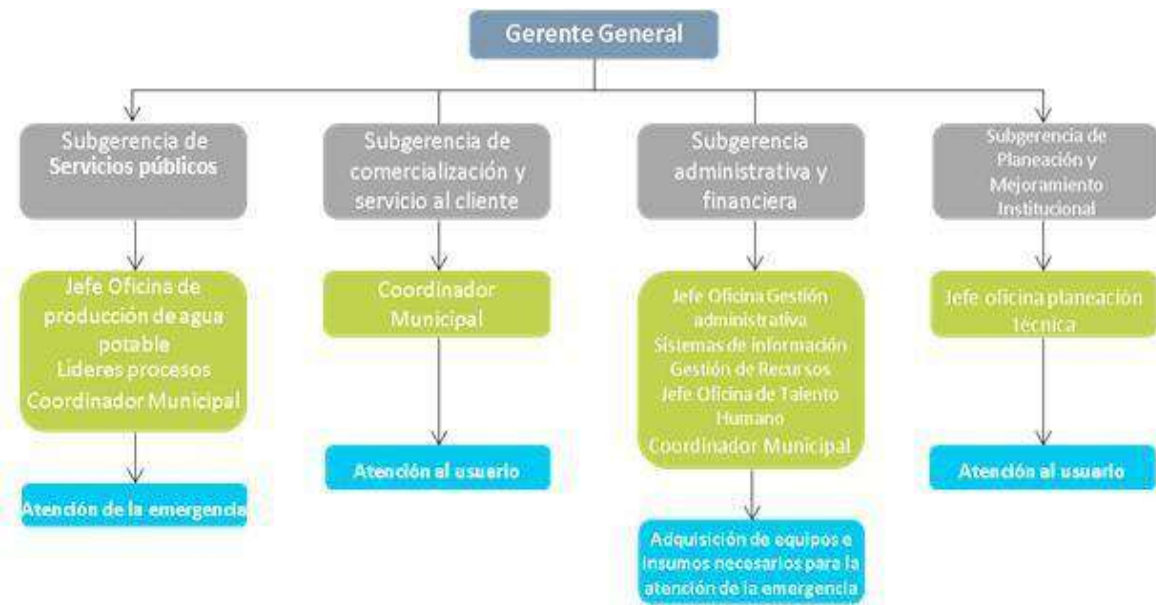 Gerente General
Subgerencia de
Servicios públicos
Subgerencia de
comercialización y
servicio al cliente
Subgerencia
administrativa y
financiera
Subgerencia de
Planeación y
Mejoramiento
Institucional
Jefe Oficina de
producción de agua
potable
Lideres procesos
Coordinador Municipal
Coordinador
Municipal
Jefe Oficina Gestión
administrativa
Sistemas de información
Gestión de Recursos
Jefe Oficina de Talento
Humano
Coordinador Municipal
Jefe oficina planeación
técnica
Atención de la emergencia
Atención al usuario
Adquisición de equipos e
insumos necesarios para la
atención de la emergencia
Atención al usuario